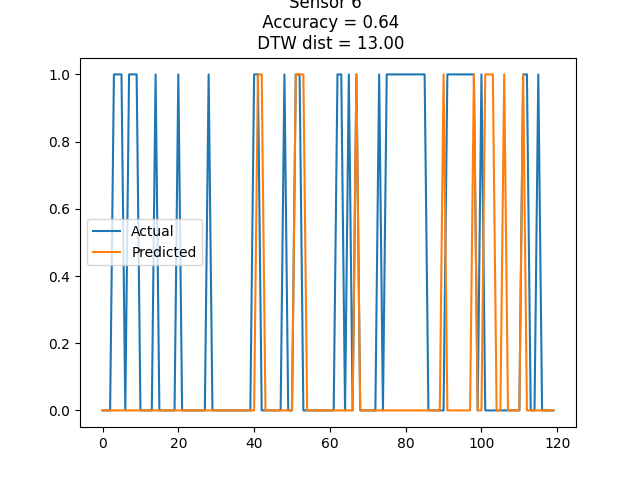 Sensor 6
Accuracy = 0.64
DTW dist = 13.00
1.0
0.8
0.6
0.4
0.2
0.0
Actual
Predicted
0 20 40 60 80 100 120